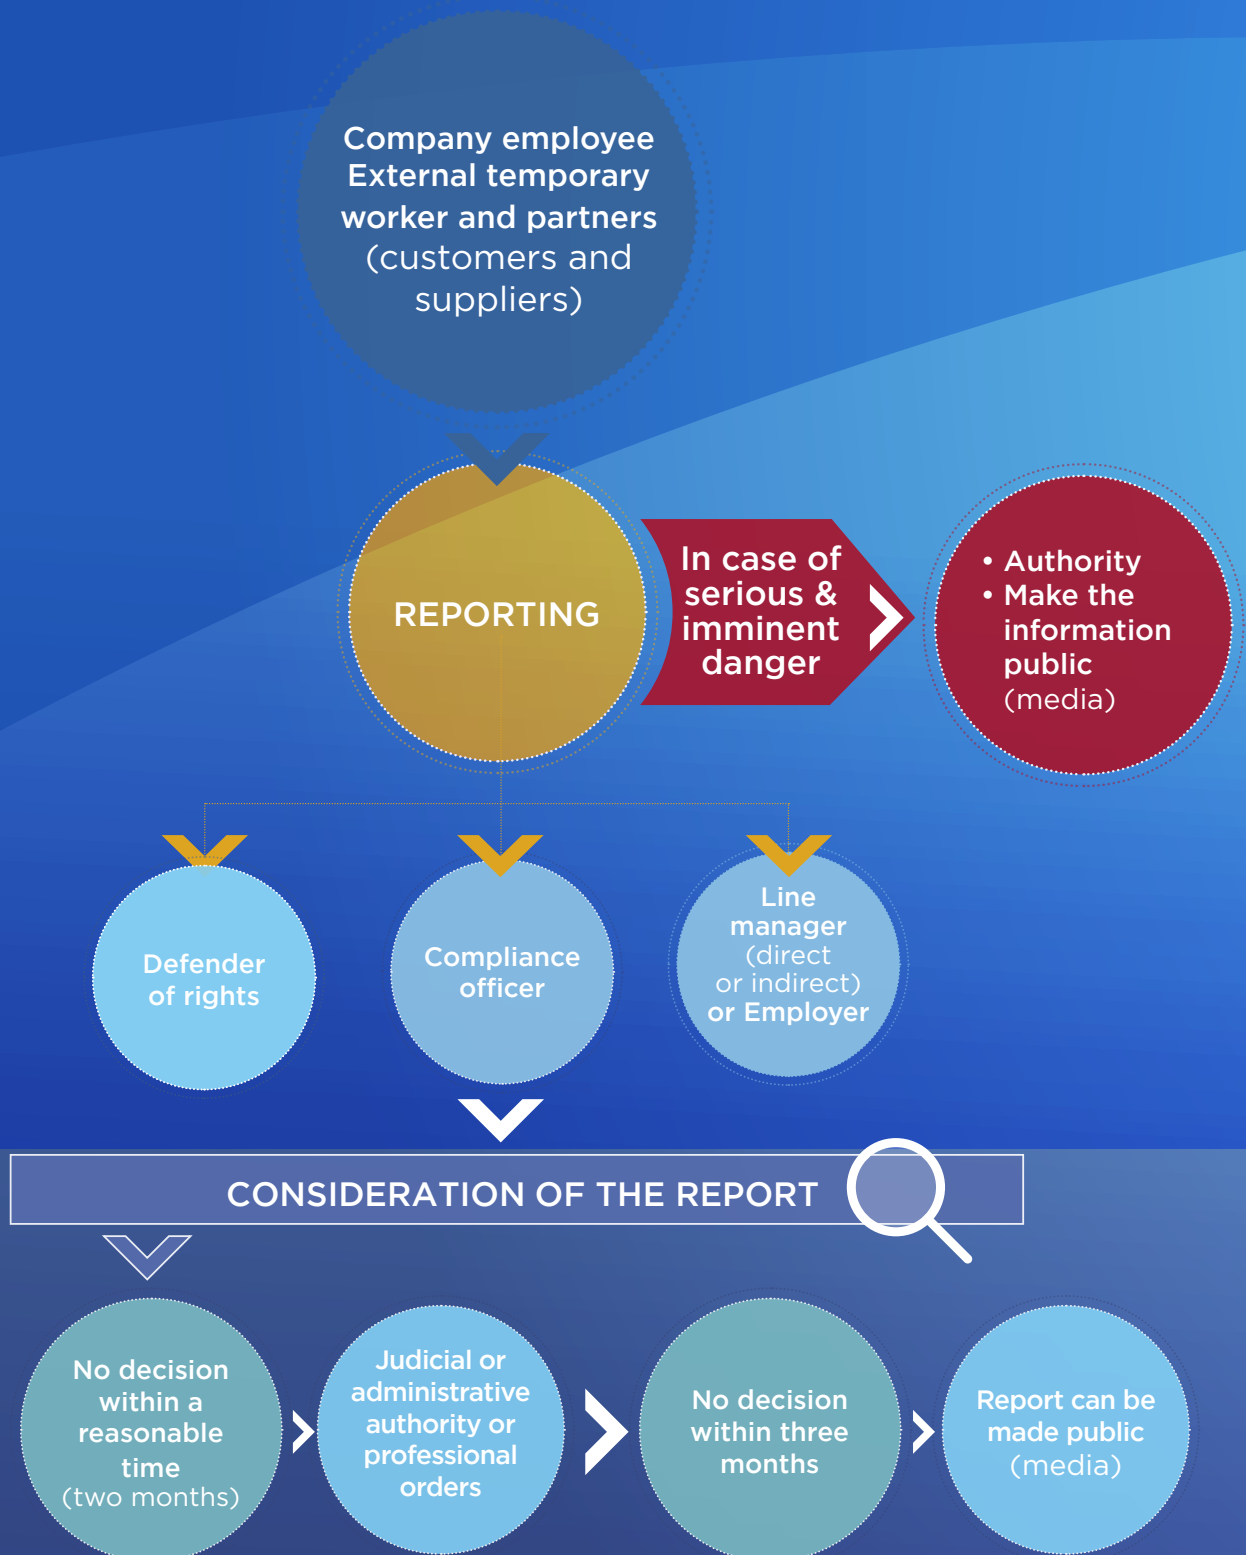 Company employee
External temporary
worker and partners
(customers and
suppliers)
REPORTING
In case of
serious &
imminent
danger
• Authority
• Make the
information
public
(media)
Defender
of rights
Compliance
officer
Line
manager
(direct
or indirect)
or Employer
CONSIDERATION OF THE REPORT
No decision
within a
reasonable
time
(two months)
Judicial or
administrative
authority or
professional
orders
No decision
within three
months
Report can be
made public
(media)